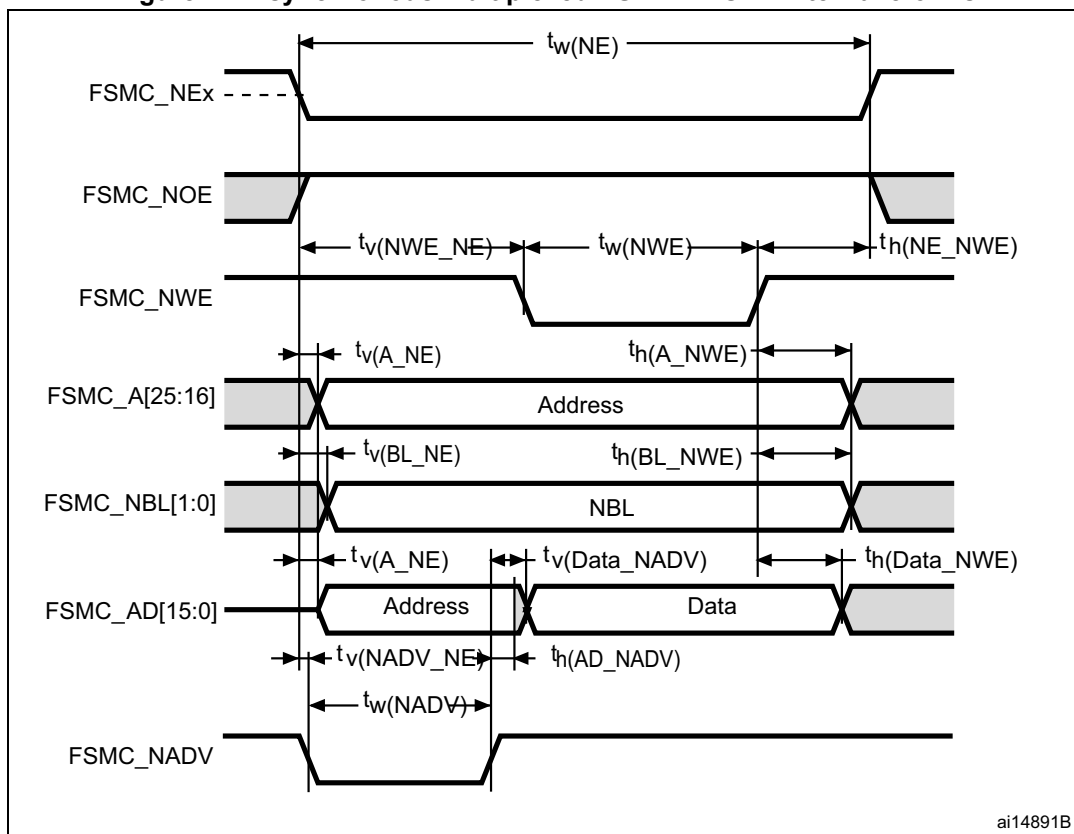 tw(NE)
FSMC_NEx
FSMC_NOE
tv(NWE_NE)
tw(NWE)
th(NE_NWE)
FSMC_NWE
tv(A_NE)
th(A_NWE)
FSMC_A[25:16]
Address
tv(BL_NE)
th(BL_NWE)
FSMC_NBL[1:0]
NBL
tv(A_NE)
tv(Data_NADV)
th(Data_NWE)
FSMC_AD[15:0]
Address
Data
tv(NADV_NE)
th(AD_NADV)
tw(NADV)
FSMC_NADV
ai14891B